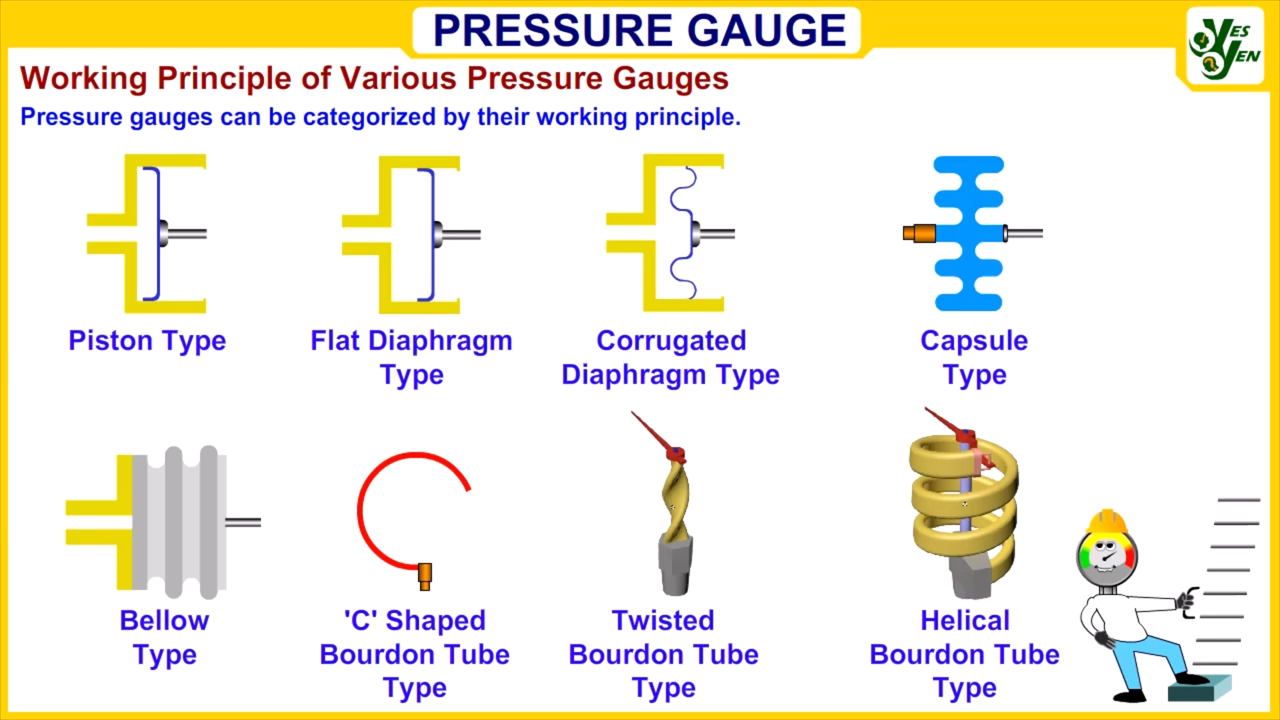 PRESSURE GAUGE
YES
YEN
Working Principle of Various Pressure Gauges
Pressure gauges can be categorized by their working principle.
Piston Type
Flat Diaphragm
Type
Corrugated
Diaphragm Type
Capsule
Type
Bellow
Type
'C' Shaped
Bourdon Tube
Type
Twisted
Bourdon Tube
Type
Helical
Bourdon Tube
Type